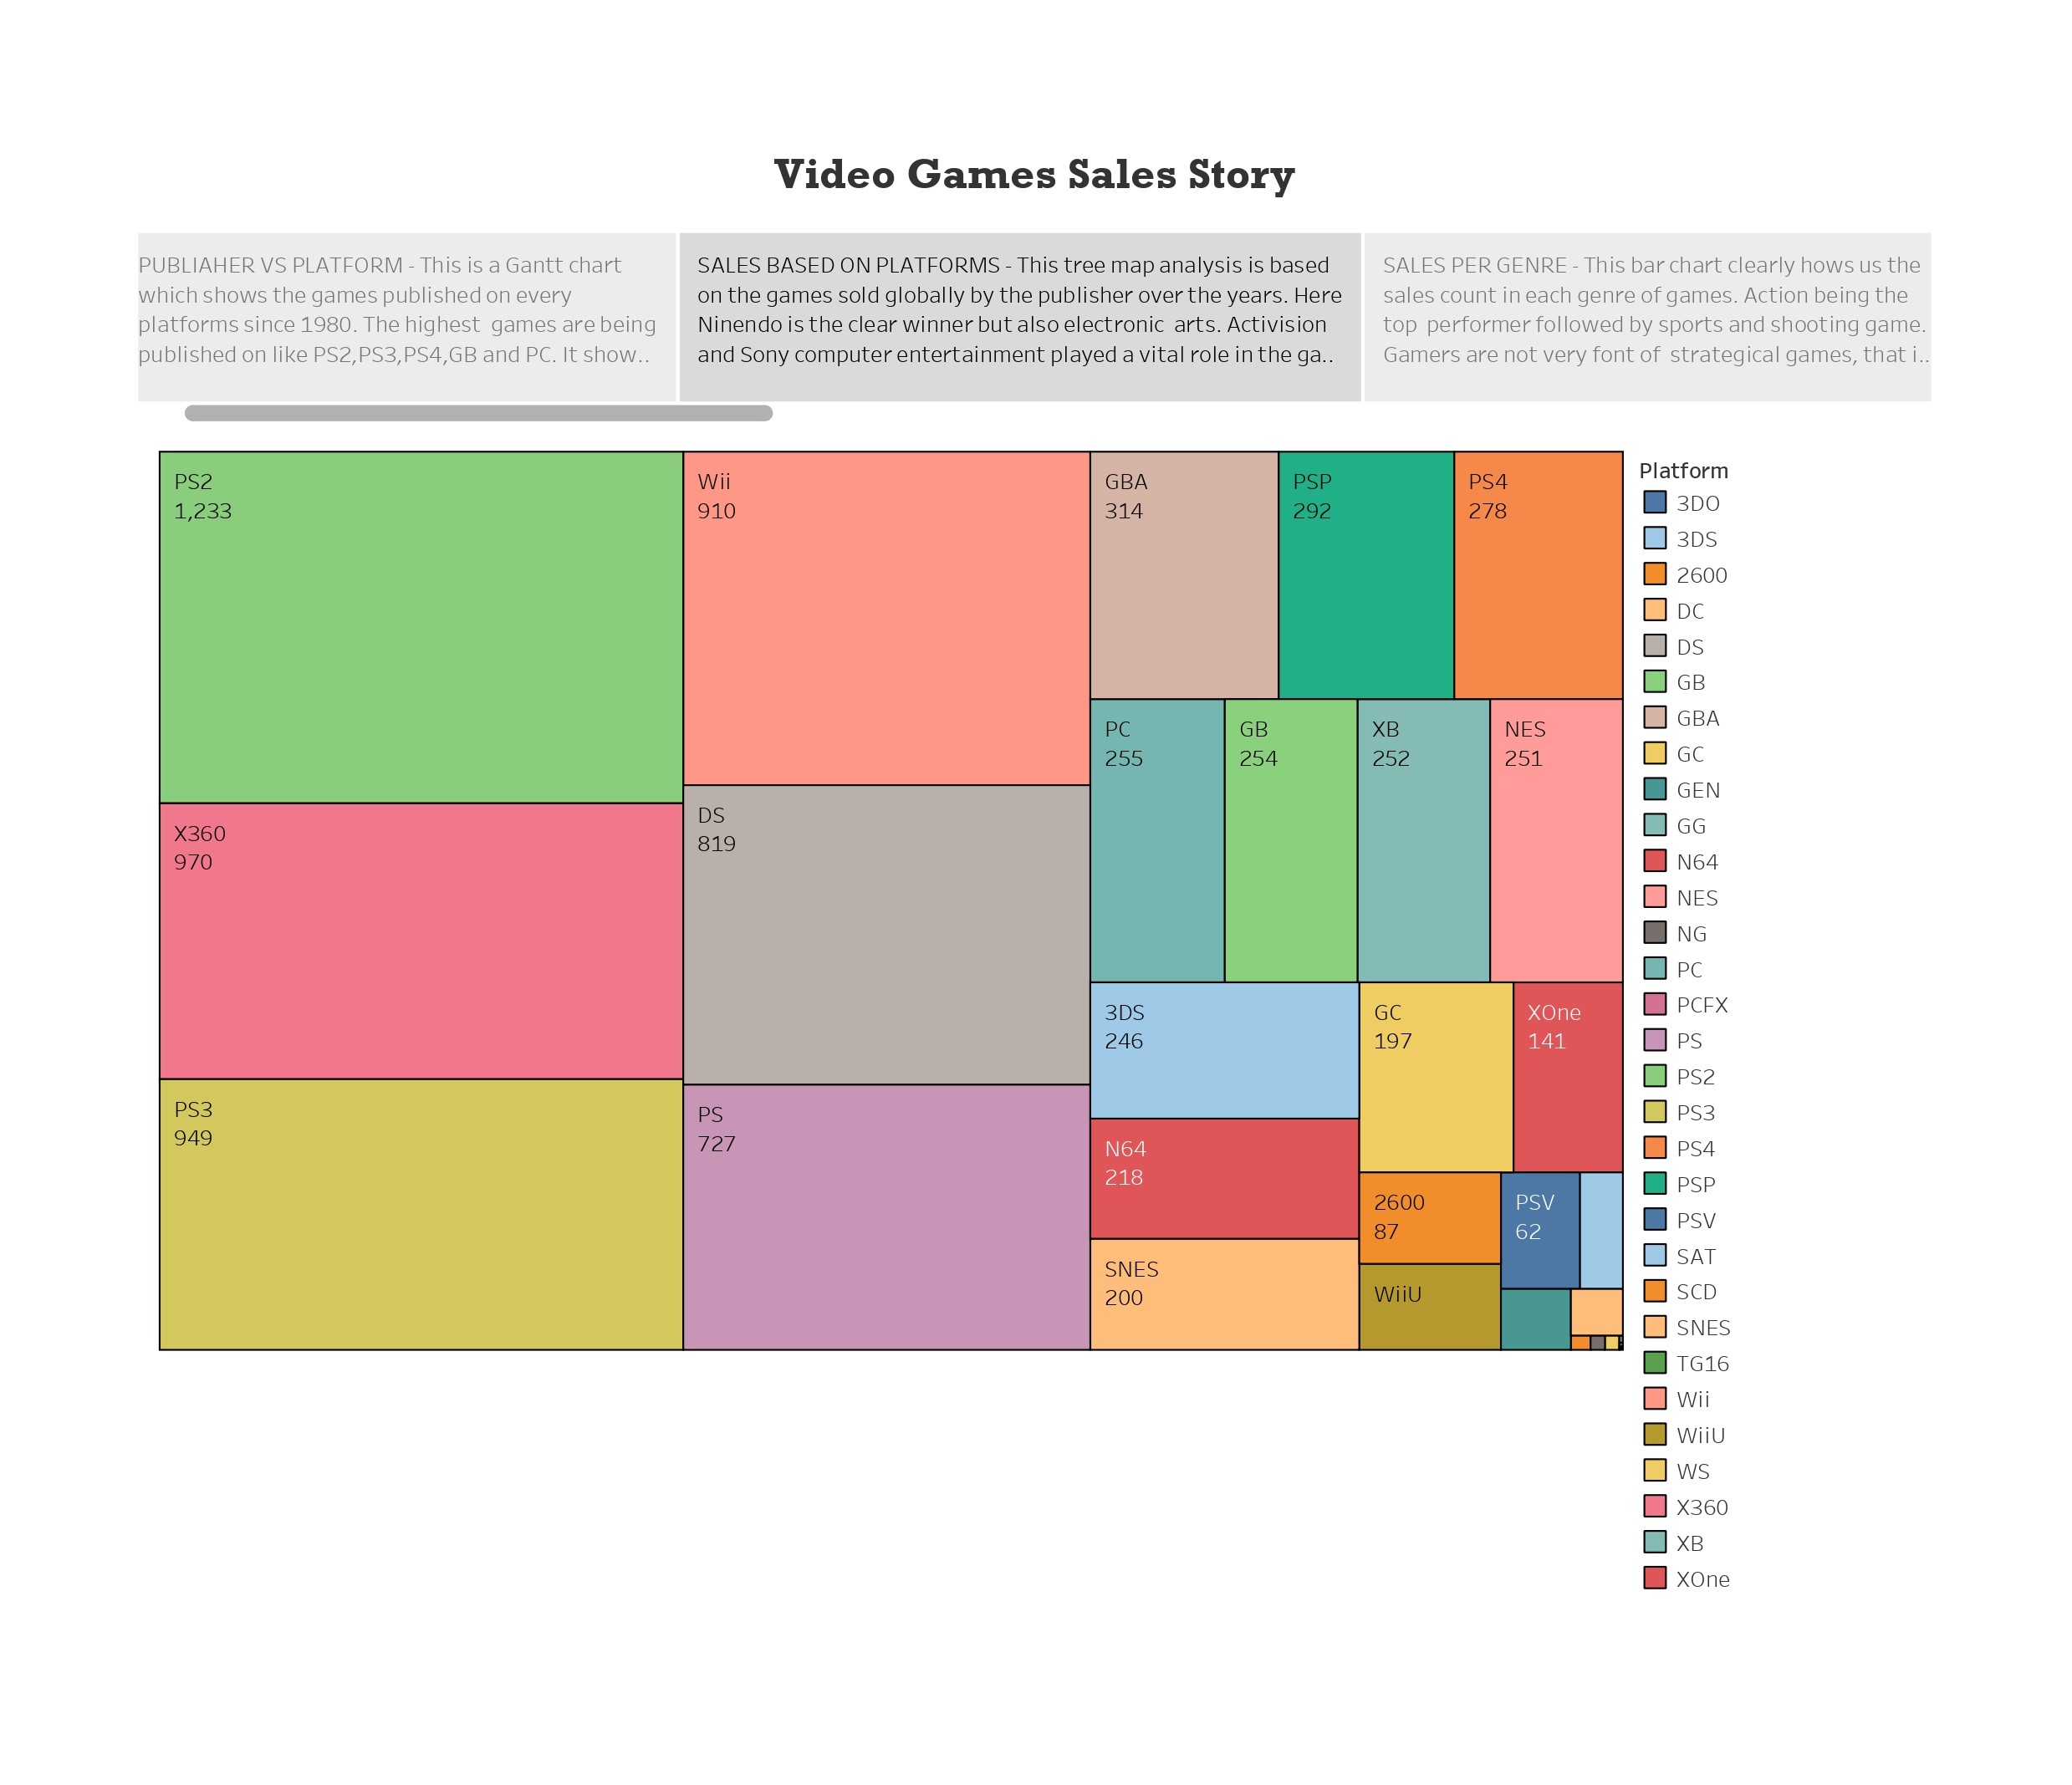 Video Games Sales Story
PUBLIAHER VS PLATFORM - This is a Gantt chart
which shows the games published on every
platforms since 1980. The highest  games are being
published on like PS2,PS3,PS4,GB and PC. It show..
SALES BASED ON PLATFORMS - This tree map analysis is based
on the games sold globally by the publisher over the years. Here
Ninendo is the clear winner but also electronic  arts. Activision
and Sony computer entertainment played a vital role in the ga..
SALES PER GENRE - This bar chart clearly hows us the
sales count in each genre of games. Action being the
top  performer followed by sports and shooting game.
Gamers are not very font of  strategical games, that i..
PS2
1,233
X360
970
PS3
949
Wii
910
DS
819
PS
727
GBA
314
PSP
292
PS4
278
PC
255
GB
254
XB
252
NES
251
3DS
246
N64
218
SNES
200
GC
197
XOne
141
2600
87
WiiU
PSV
62
Platform
3DO
3DS
2600
DC
DS
GB
GBA
GC
GEN
GG
N64
NES
NG
PC
PCFX
PS
PS2
PS3
PS4
PSP
PSV
SAT
SCD
SNES
TG16
Wii
WiiU
WS
X360
XB
XOne